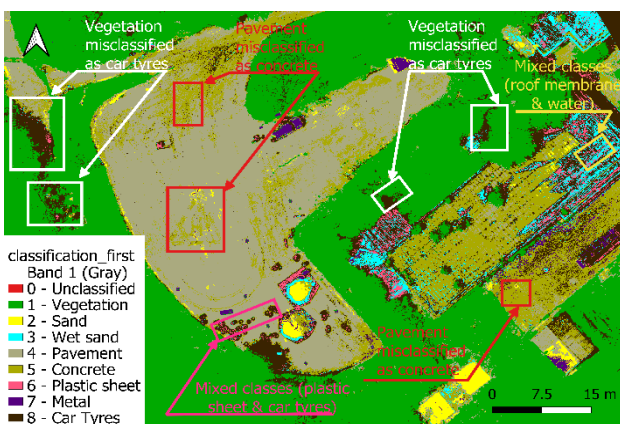 Vegetation
misclassified
as car tyres
Pavement
misclassified
as concrete
Vegetation
misclassified
as car tyres
Mixed classes
(roof membrane
& water)
classification_first
Band 1 (Gray)
0 - Unclassified
1 - Vegetation
2 - Sand
3 - Wet sand
4 - Pavement
5 - Concrete
6 - Plastic sheet
7 - Metal
8 - Car Tyres
Mixed classes (plastic
sheet & car tyres)
Pavement
misclassified
as concrete
0 7.5 15 m